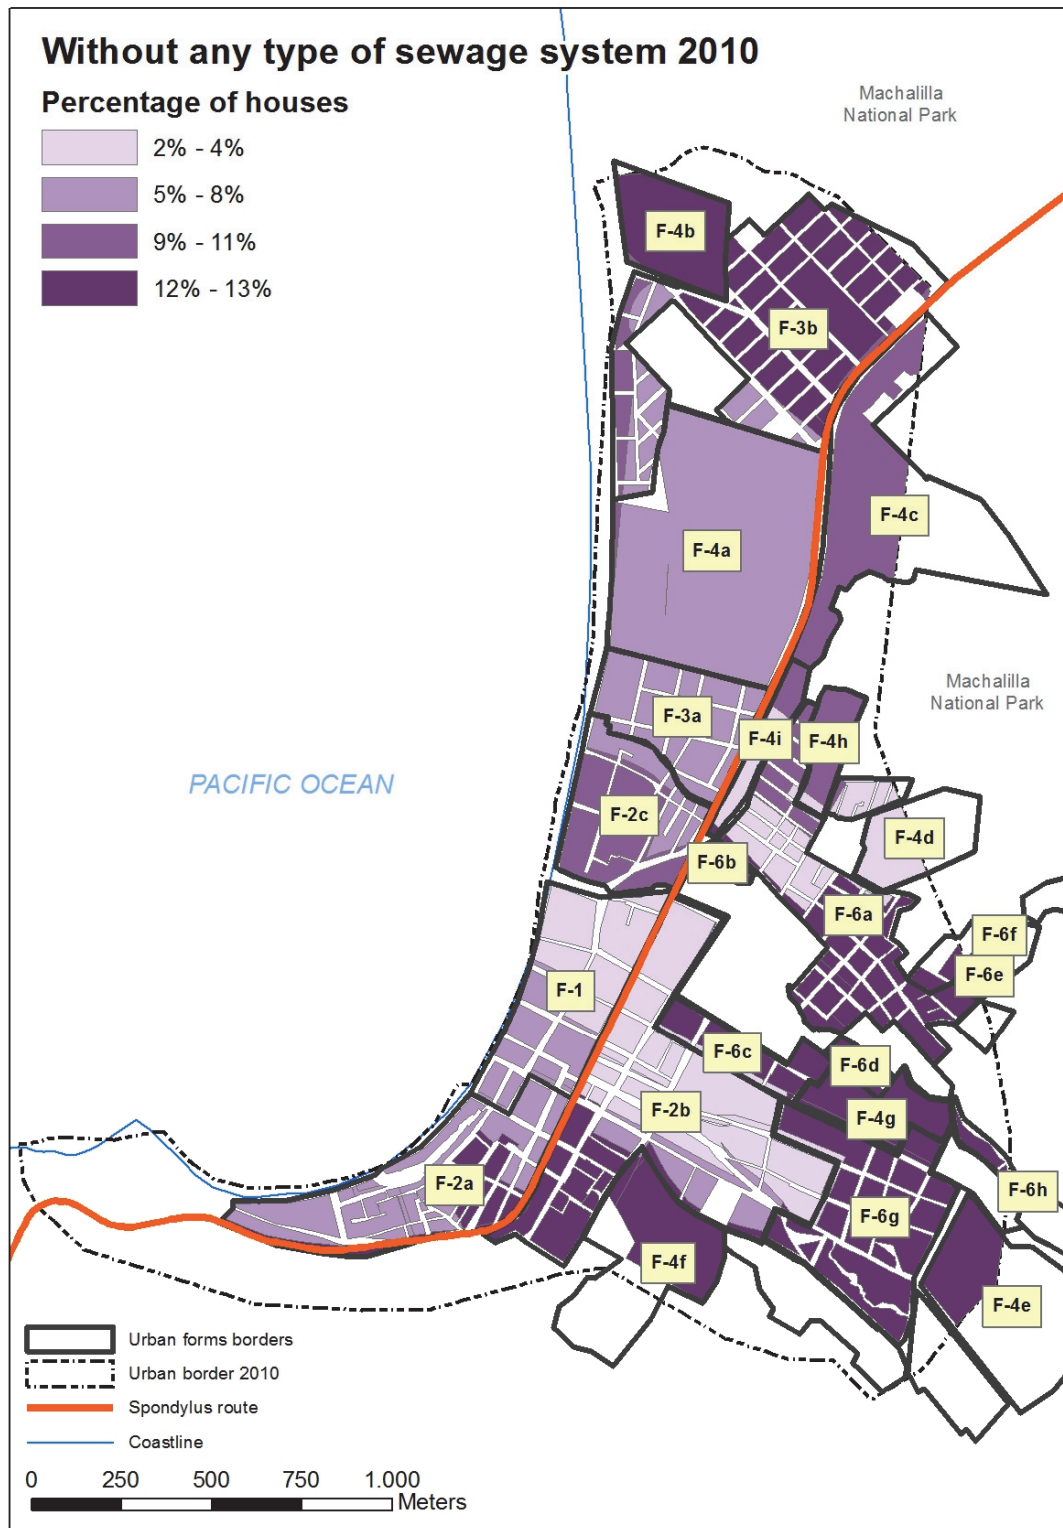 Without any type of sewage system 2010
Percentage of houses
2% - 4%
5% - 8%
9% - 11%
12% - 13%
Machalilla
National Park
F-4b
F-3b
F-4c
F-4a
Machalilla
National Park
F-3a
F-4i
F-4h
PACIFIC OCEAN
F-2c
F-4d
F-6b
F-6a
F-6f
F-6e
F-1
F-6c
F-6d
F-2b
F-4g
F-2a
F-6h
F-6g
F-4f
F-4e
Urban forms borders
Urban border 2010
Spondylus route
Coastline
0 250 500 750 1.000
Meters